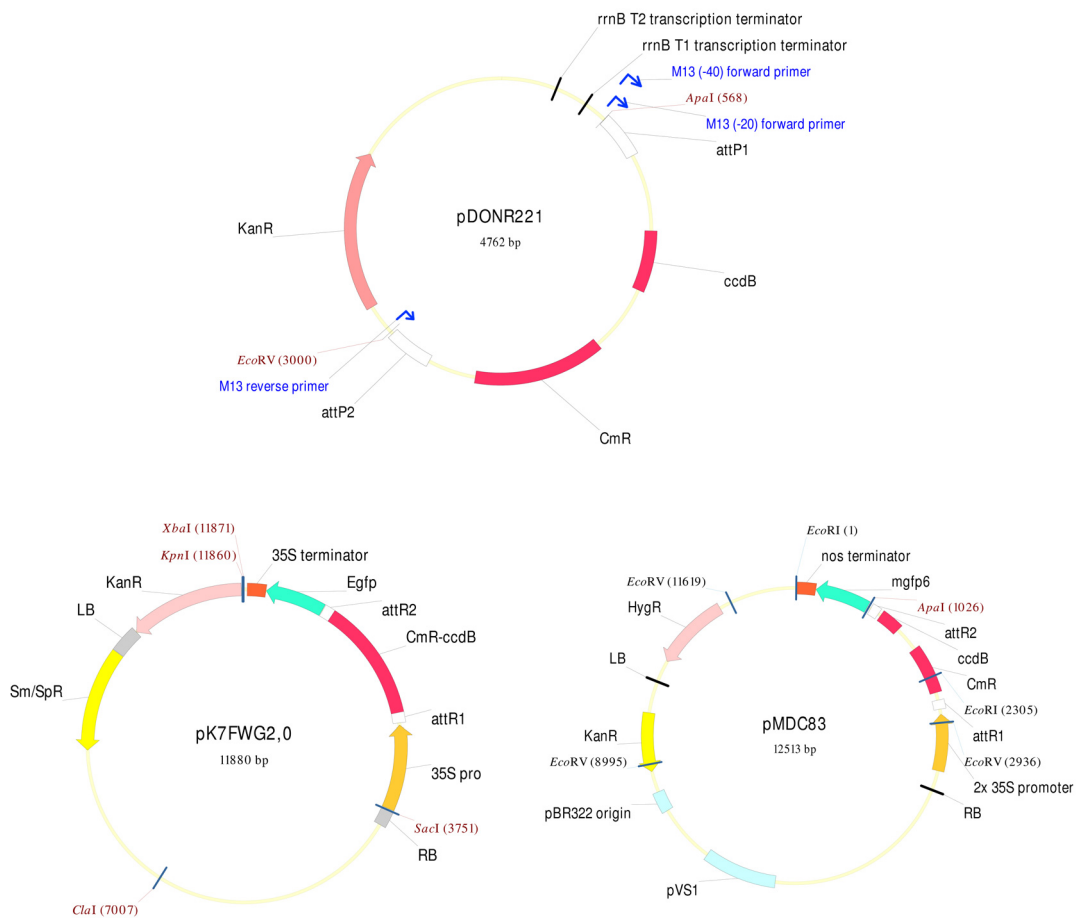 rrnB T2 transcription terminator
rrnB T1 transcription terminator
M13 (-40) forward primer
ApaI (568)
M13 (-20) forward primer
attP1
pDONR221
4762 bp
KanR
ccdB
EcoRV (3000)
M13 reverse primer
attP2
CmR
XbaI (11871)
KpnI (11860)
35S terminator
KanR
Egfp
LB
attR2
CmR-ccdB
Sm/SpR
attR1
pK7FWG2,0
11880 bp
35S pro
SacI (3751)
RB
ClaI (7007)
EcoRI (1)
nos terminator
EcoRV (11619)
mgfp6
HygR
ApaI (1026)
attR2
ccdB
LB
CmR
EcoRI (2305)
pMDC83
12513 bp
KanR
attR1
EcoRV (8995)
EcoRV (2936)
2x 35S promoter
pBR322 origin
RB
pVS1